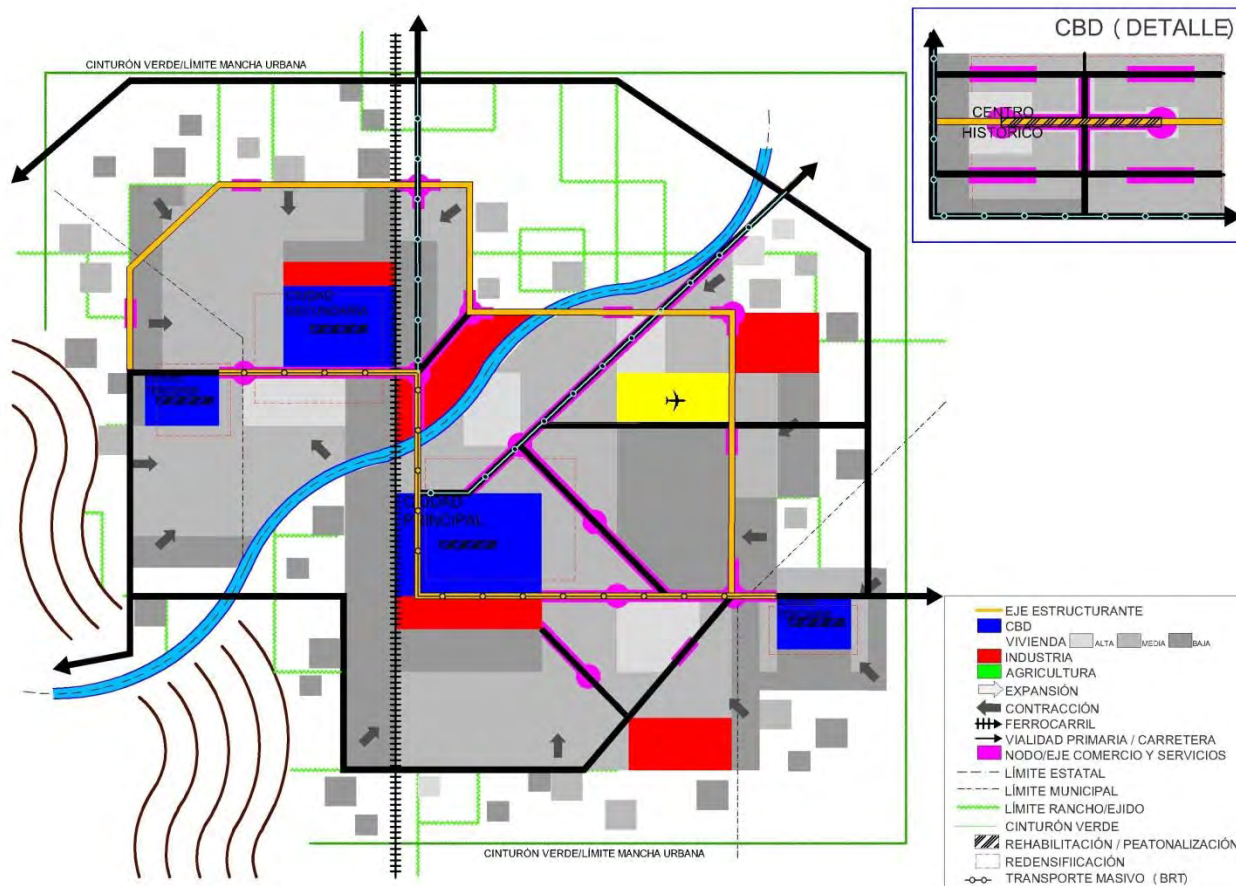 CBD ( DETALLE)
CENTRO
HISTÓRICO
CINTURÓN VERDE/LÍMITE MANCHA URBANA
CIUDAD
SECUNDARIA
CIUDAD
PRINCIPAL
EJE ESTRUCTURANTE
CBD
VIVIENDA ALTA MEDIA BAJA
INDUSTRIA
AGRICULTURA
EXPANSIÓN
CONTRACCIÓN
FERROCARRIL
VIALIDAD PRIMARIA / CARRETERA
NODO/EJE COMERCIO Y SERVICIOS
LÍMITE ESTATAL
LÍMITE MUNICIPAL
LÍMITE RANCHO/EJIDO
CINTURÓN VERDE
REHABILITACIÓN / PEATONALIZACIÓN
REDENSIFIICACIÓN
TRANSPORTE MASIVO (BRT)
CINTURÓN VERDE/LÍMITE MANCHA URBANA